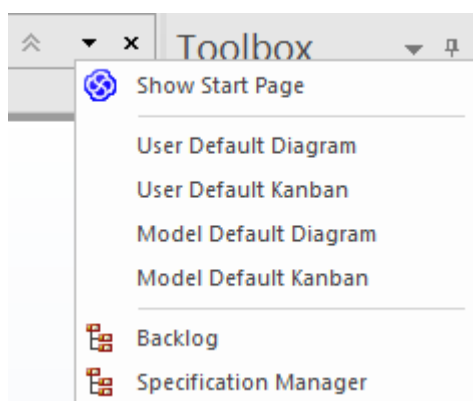 Toolbox
Show Start Page
User Default Diagram
User Default Kanban
Model Default Diagram
Model Default Kanban
Backlog
Specification Manager